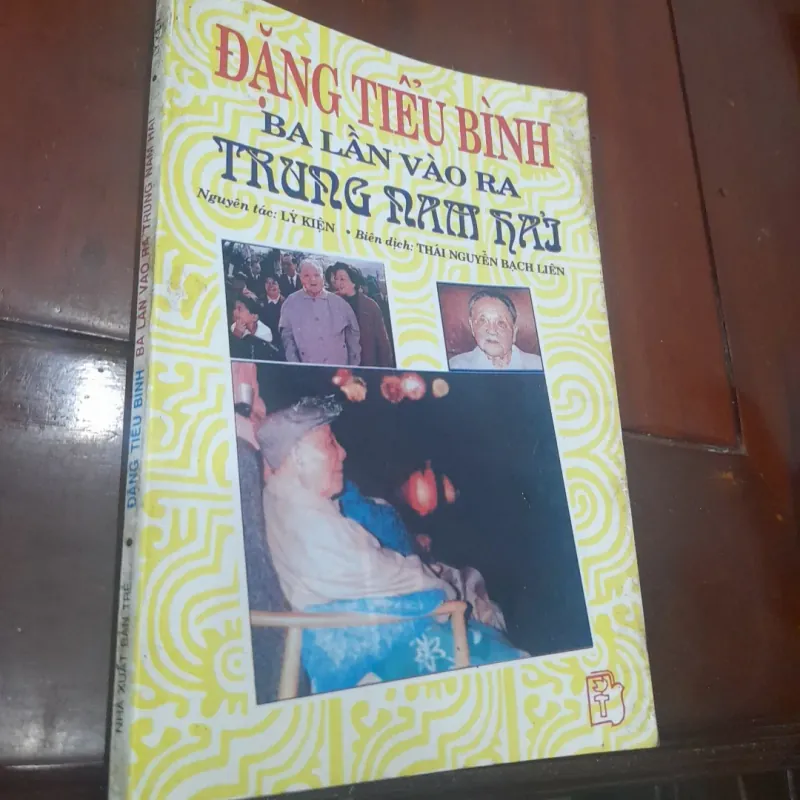 ĐẶNG TIỂU BÌNH
BA LẦN VÀO RA
TRUNG NAM HẢI
Nguyên tác: LÝ KIỆN • Biên dịch: THÁI NGUYỄN BẠCH LIÊN
NHÀ XUẤT BẢN TRẺ • ĐẶNG TIỂU BÌNH BA LẦN VÀO RA TRUNG NAM HẢI •
T